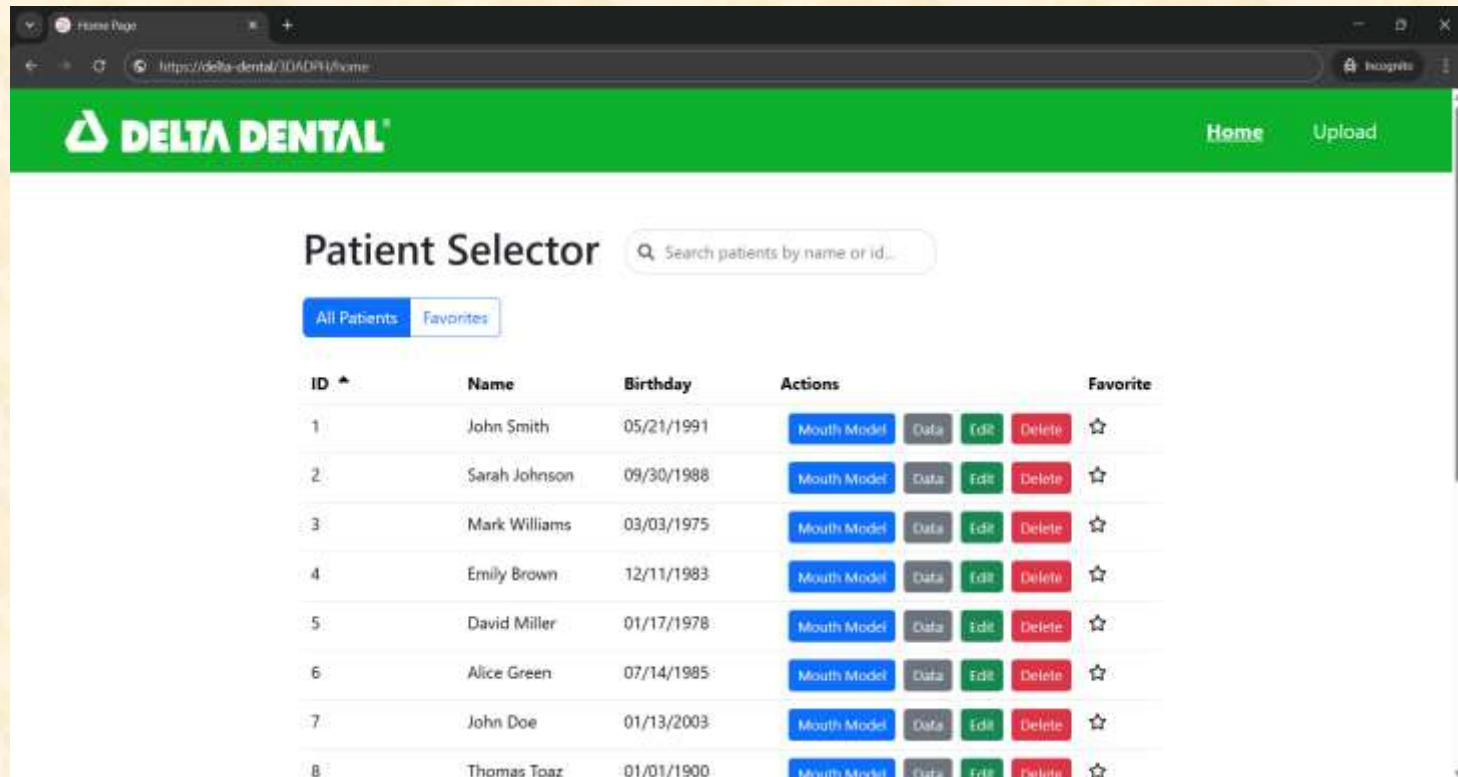 Home Page
https://delta-dental/3DADPH/home
Incognito
DELTA DENTAL®
Home Upload
Patient Selector
Search patients by name or id...
All Patients Favorites
ID Name Birthday Actions Favorite
1 John Smith 05/21/1991 Mouth Model Data Edit Delete
2 Sarah Johnson 09/30/1988 Mouth Model Data Edit Delete
3 Mark Williams 03/03/1975 Mouth Model Data Edit Delete
4 Emily Brown 12/11/1983 Mouth Model Data Edit Delete
5 David Miller 01/17/1978 Mouth Model Data Edit Delete
6 Alice Green 07/14/1985 Mouth Model Data Edit Delete
7 John Doe 01/13/2003 Mouth Model Data Edit Delete
8 Thomas Toaz 01/01/1900 Mouth Model Data Edit Delete